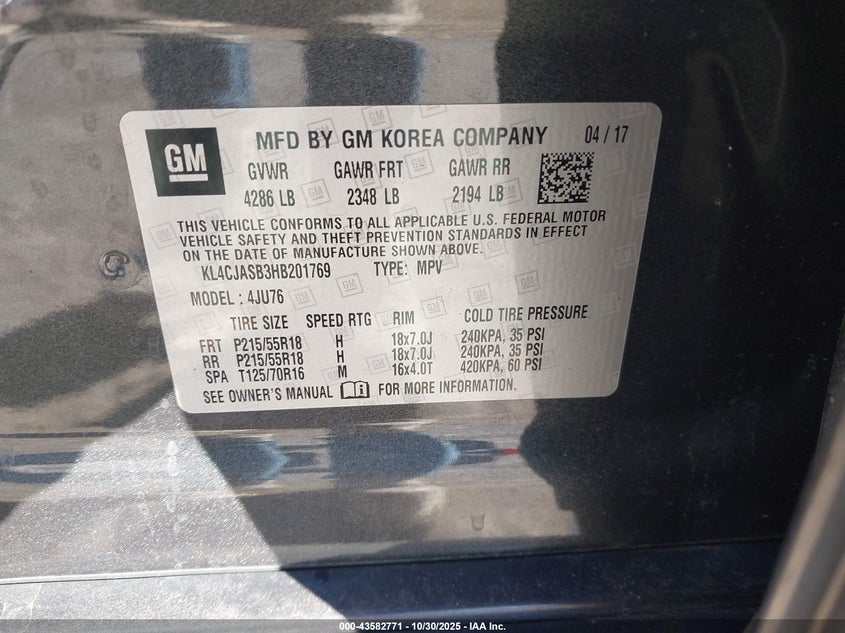 GM
MFD BY GM KOREA COMPANY 04 / 17
GVWR GAWR FRT GAWR RR
4286 LB 2348 LB 2194 LB
THIS VEHICLE CONFORMS TO ALL APPLICABLE U.S. FEDERAL MOTOR
VEHICLE SAFETY AND THEFT PREVENTION STANDARDS IN EFFECT
ON THE DATE OF MANUFACTURE SHOWN ABOVE.
KL4CJASB3HB201769 TYPE: MPV
MODEL : 4JU76
TIRE SIZE SPEED RTG RIM COLD TIRE PRESSURE
FRT P215/55R18 H 18x7.0J 240KPA, 35 PSI
RR P215/55R18 H 18x7.0J 240KPA, 35 PSI
SPA T125/70R16 M 16x4.0T 420KPA, 60 PSI
SEE OWNER'S MANUAL FOR MORE INFORMATION.
000-43582771 - 10/30/2025 - IAA Inc.